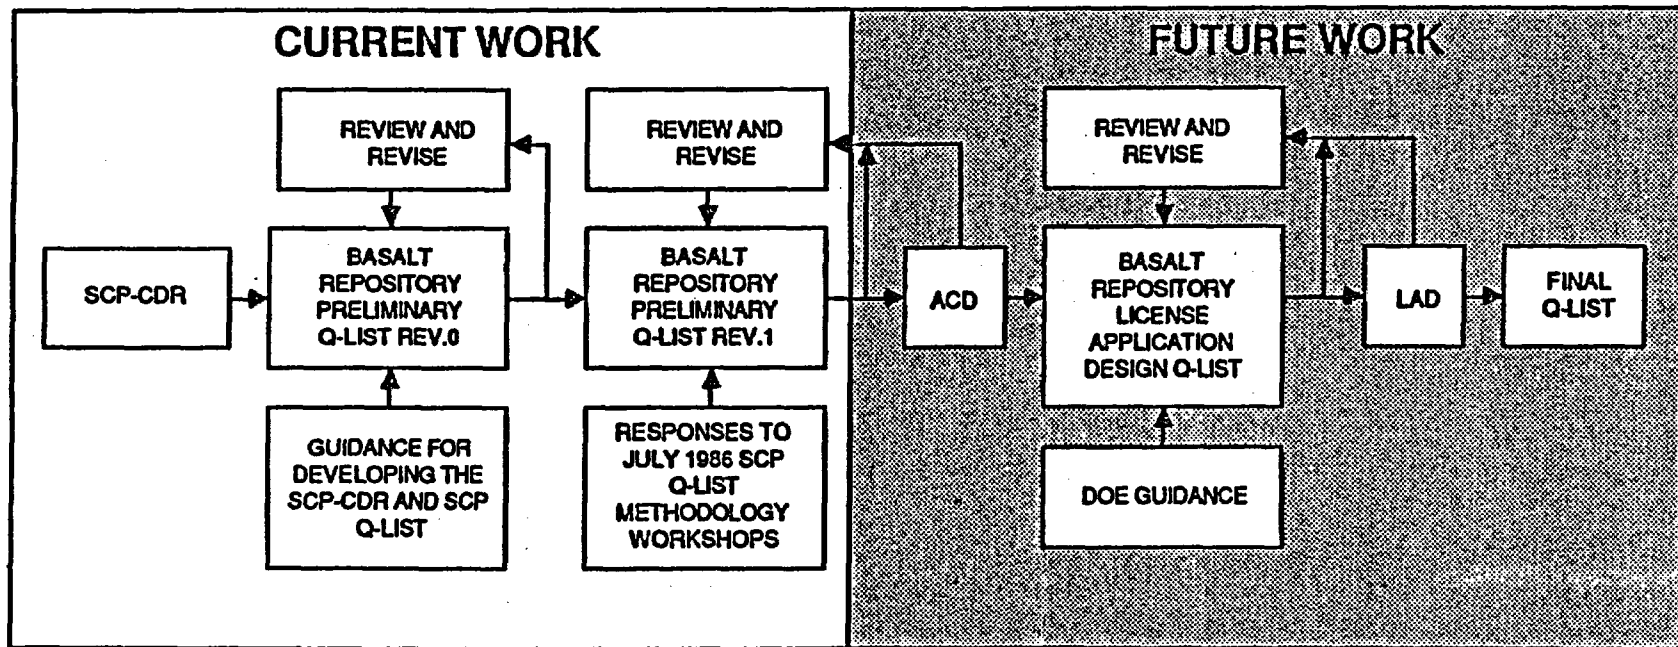 CURRENT WORK
FUTURE WORK
REVIEW AND
REVISE
REVIEW AND
REVISE
REVIEW AND
REVISE
SCP-CDR
BASALT
REPOSITORY
PRELIMINARY
Q-LIST REV.0
BASALT
REPOSITORY
PRELIMINARY
Q-LIST REV.1
ACD
BASALT
REPOSITORY
LICENSE
APPLICATION
DESIGN Q-LIST
LAD
FINAL
Q-LIST
GUIDANCE FOR
DEVELOPING THE
SCP-CDR AND SCP
Q-LIST
RESPONSES TO
JULY 1986 SCP
Q-LIST
METHODOLOGY
WORKSHOPS
DOE GUIDANCE